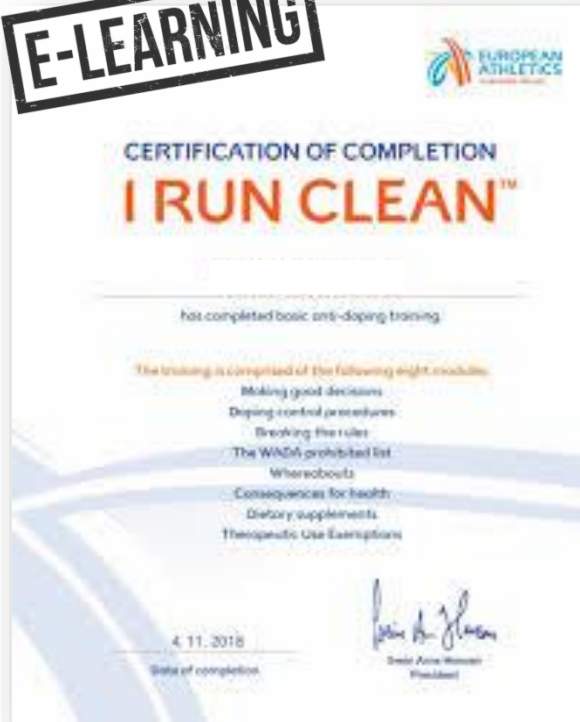 E-LEARNING
EUROPEAN
ATHLETICS
CERTIFICATION OF COMPLETION
I RUN CLEAN™
has completed basic anti-doping training
The training is comprised of the following eight modules
Making good decisions
Doping control procedures
Breaking the rules
The WADA prohibited list
Whereabouts
Consequences for health
Dietary supplements
Therapeutic Use Exemptions
4. 11. 2018
Date of completion
President